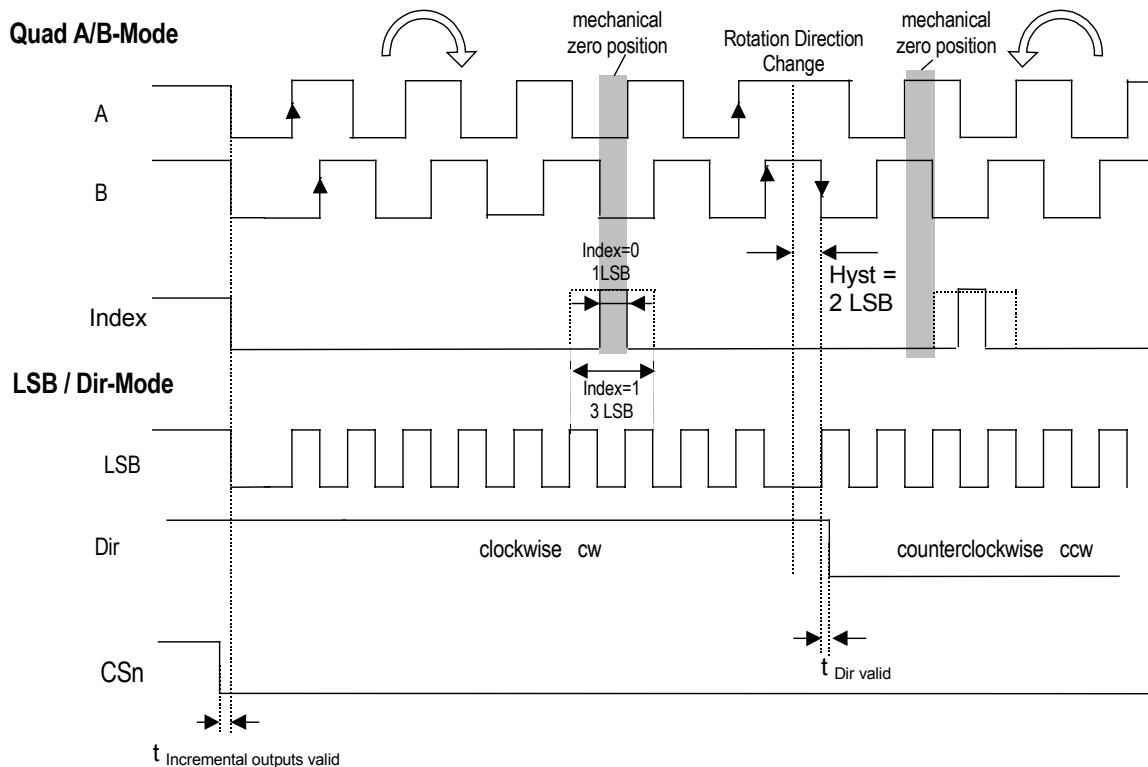 Quad A/B-Mode
mechanical
zero position
Rotation Direction
Change
mechanical
zero position
A
B
Index=0
1LSB
Hyst =
2 LSB
Index
LSB / Dir-Mode
Index=1
3 LSB
LSB
Dir
clockwise cw
counterclockwise ccw
CSn
t Dir valid
t Incremental outputs valid